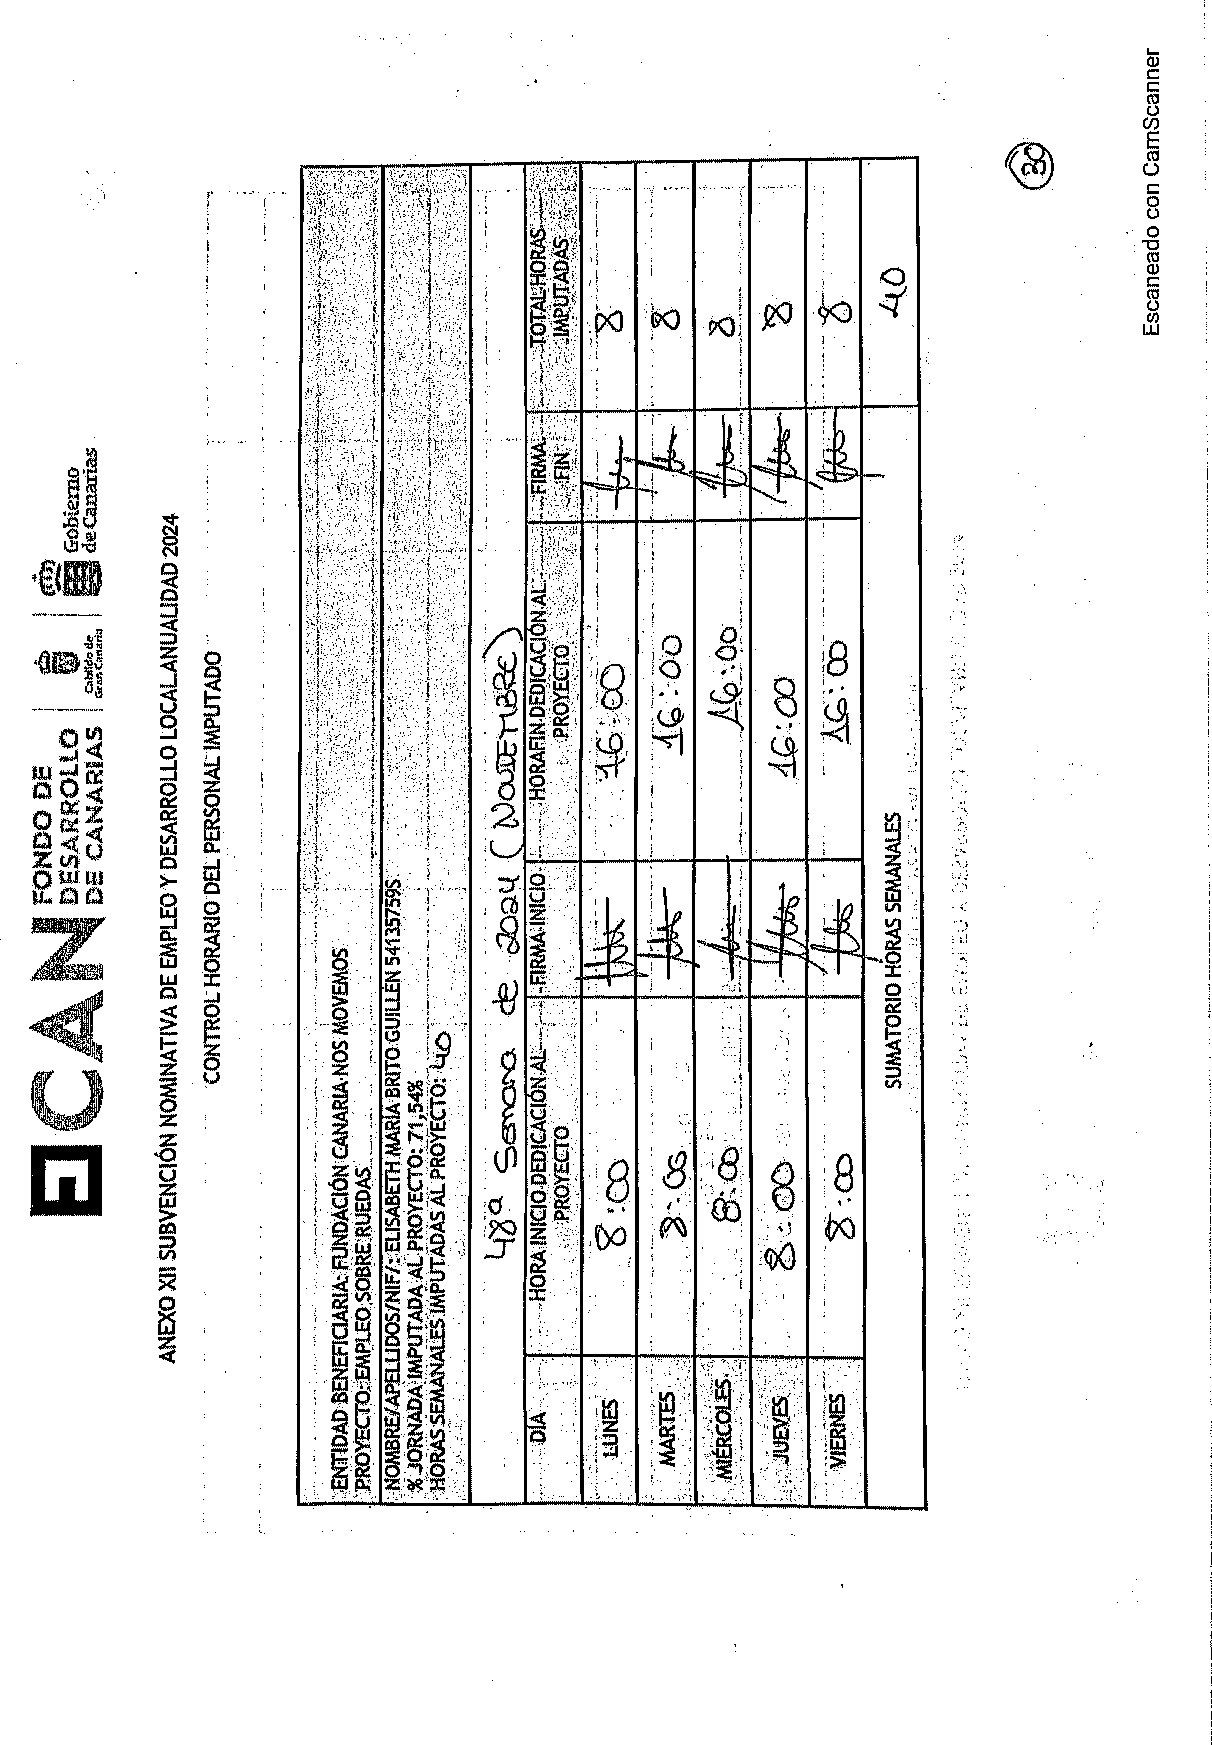 FCAN FONDO DE
DESARROLLO
DE CANARIAS
Cabildo de
Gran Canaria
Gobierno
de Canarias
ANEXO XII SUBVENCIÓN NOMINATIVA DE EMPLEO Y DESARROLLO LOCAL ANUALIDAD 2024
CONTROL HORARIO DEL PERSONAL IMPUTADO
ENTIDAD BENEFICIARIA: FUNDACIÓN CANARIA NOS MOVEMOS
PROYECTO: EMPLEO SOBRE RUEDAS
NOMBRE/APELLIDOS/NIF/: ELISABETH MARÍA BRITO GUILLÉN 54135759S
% JORNADA IMPUTADA AL PROYECTO: 71,54%
HORAS SEMANALES IMPUTADAS AL PROYECTO: 40
48ª Semana de 2024 (NOVIEMBRE)
DÍA HORA INICIO DEDICACIÓN AL PROYECTO FIRMA INICIO HORA FIN DEDICACIÓN AL PROYECTO FIRMA FIN TOTAL HORAS IMPUTADAS
LUNES 8:00 16:00 8
MARTES 8:00 16:00 8
MIÉRCOLES 8:00 16:00 8
JUEVES 8:00 16:00 8
VIERNES 8:00 16:00 8
SUMATORIO HORAS SEMANALES 40
30
Escaneado con CamScanner